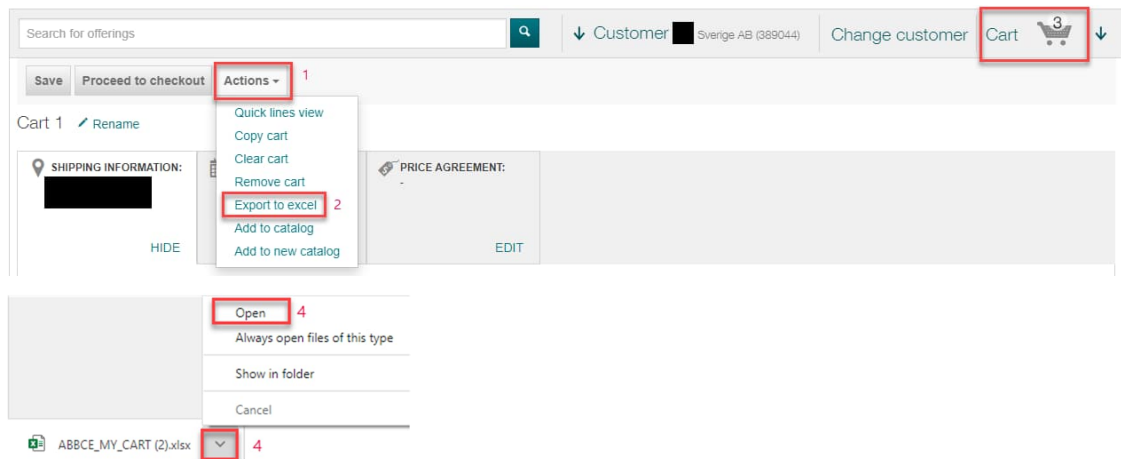 Search for offerings
Customer Sverige AB (389044)
Change customer
Cart 3
Save
Proceed to checkout
Actions
1
Cart 1 Rename
Quick lines view
Copy cart
Clear cart
Remove cart
Export to excel 2
Add to catalog
Add to new catalog
SHIPPING INFORMATION:
HIDE
PRICE AGREEMENT:
-
EDIT
Open 4
Always open files of this type
Show in folder
Cancel
ABBCE_MY_CART (2).xlsx 4